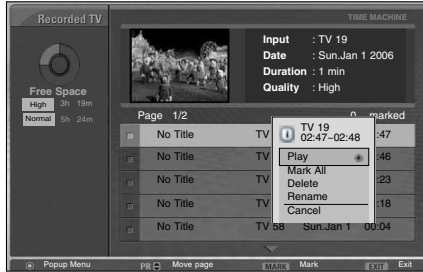 Recorded TV
TIME MACHINE
Input : TV 19
Date : Sun.Jan 1 2006
Duration : 1 min
Quality : High
Free Space
High 3h 19m
Normal 5h 24m
Page 1/2
0 marked
No Title TV :47
No Title TV :46
No Title TV :23
No Title TV :18
No Title TV 58 Sun.Jan 1 00:04
TV 19
02:47~02:48
Play
Mark All
Delete
Rename
Cancel
Popup Menu
PR Move page
MARK Mark
EXIT Exit